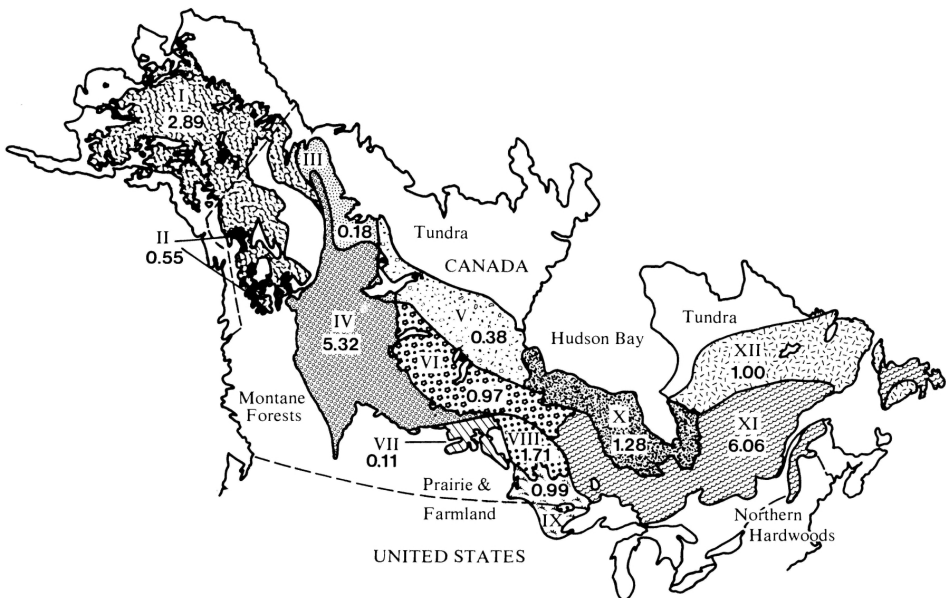 I
2.89
III
0.18
Tundra
II
0.55
CANADA
IV
5.32
V
0.38
Hudson Bay
Tundra
XII
1.00
VI
0.97
Montane
Forests
X
1.28
XI
6.06
VII
0.11
VIII
1.71
Prairie &
Farmland
0.99
IX
Northern
Hardwoods
UNITED STATES